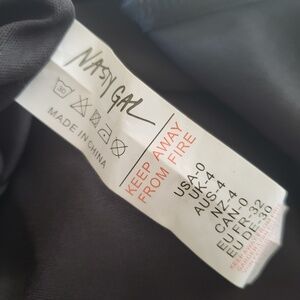 NASTY GAL
30
MADE IN CHINA
KEEP AWAY
FROM FIRE
USA-0
UK-4
AUS-4
NZ-4
CAN-0
EU FR-32
EU DE-30